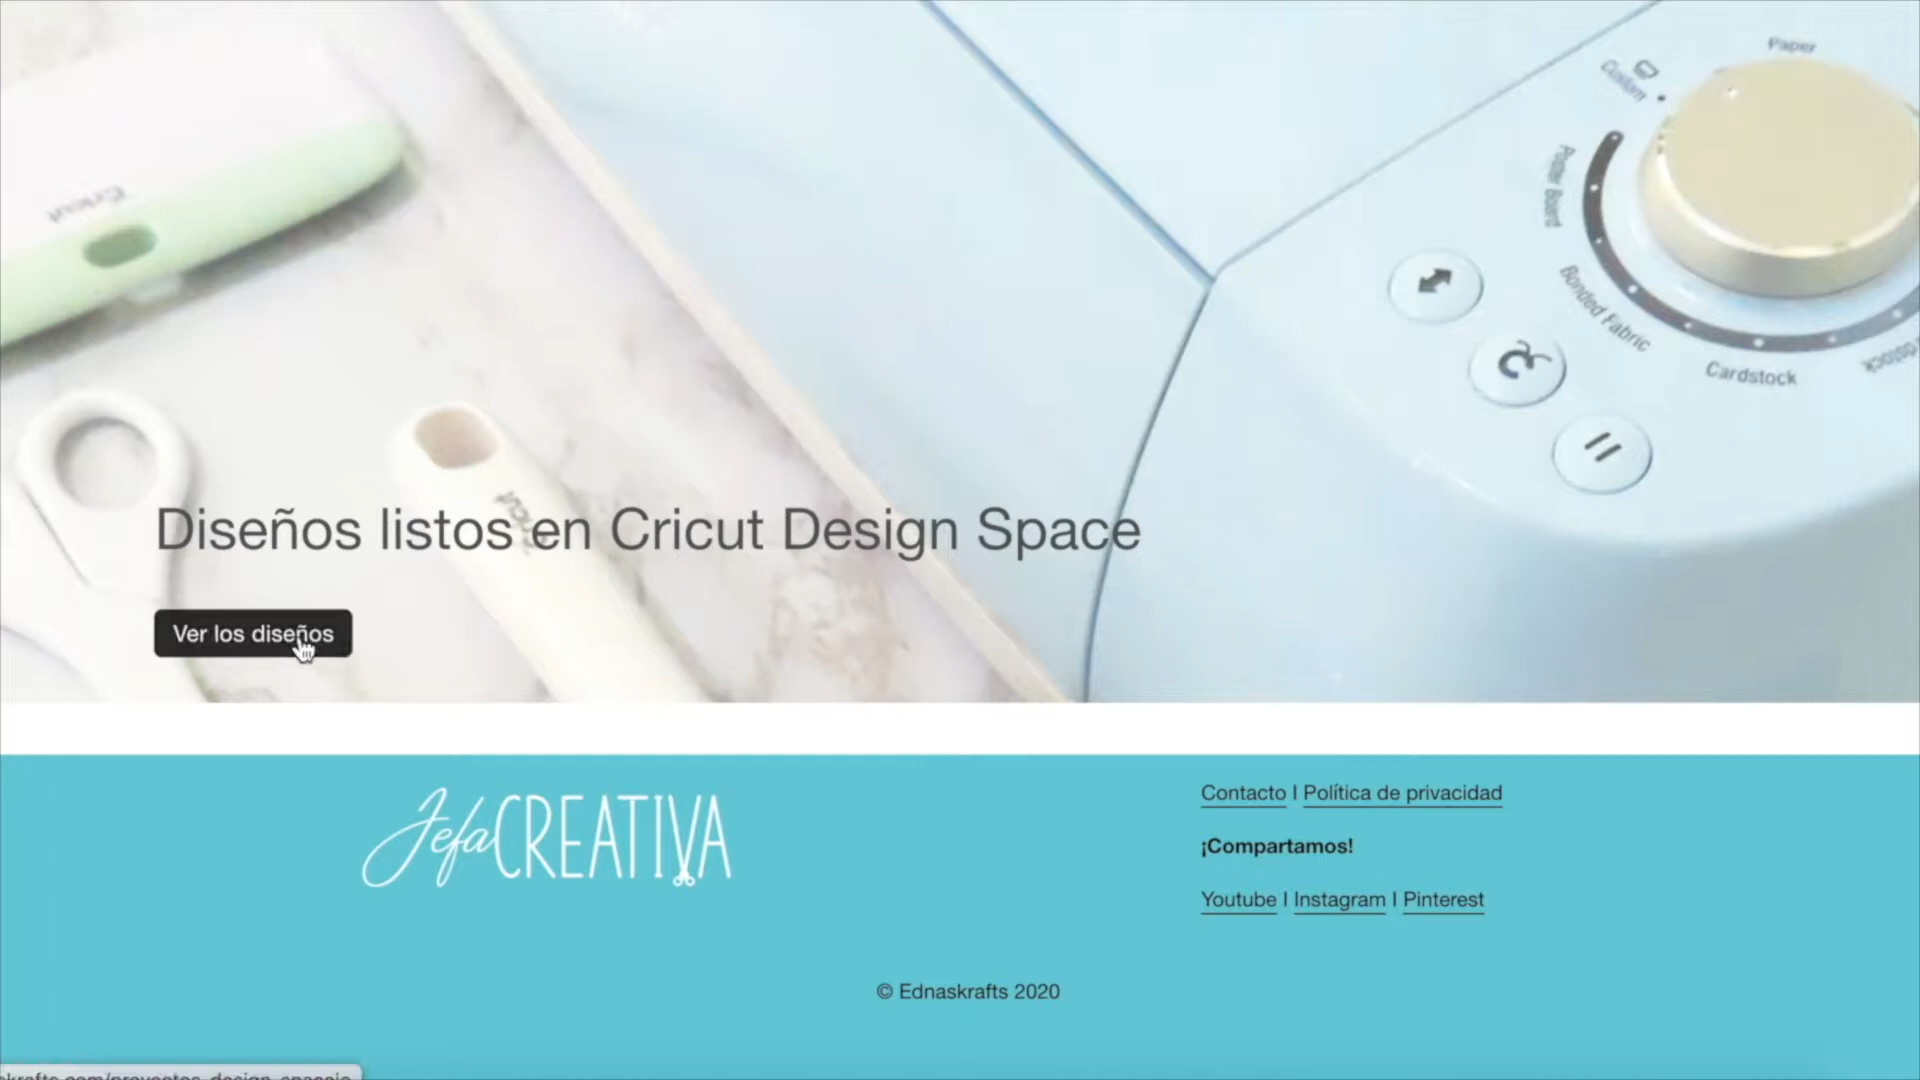 Paper
Custom
Poster Board
Cricut
Bonded Fabric
Cardstock
Diseños listos en Cricut Design Space
Ver los diseños
JefaCREATIVA
Contacto | Política de privacidad
¡Compartamos!
Youtube | Instagram | Pinterest
© Ednaskrafts 2020